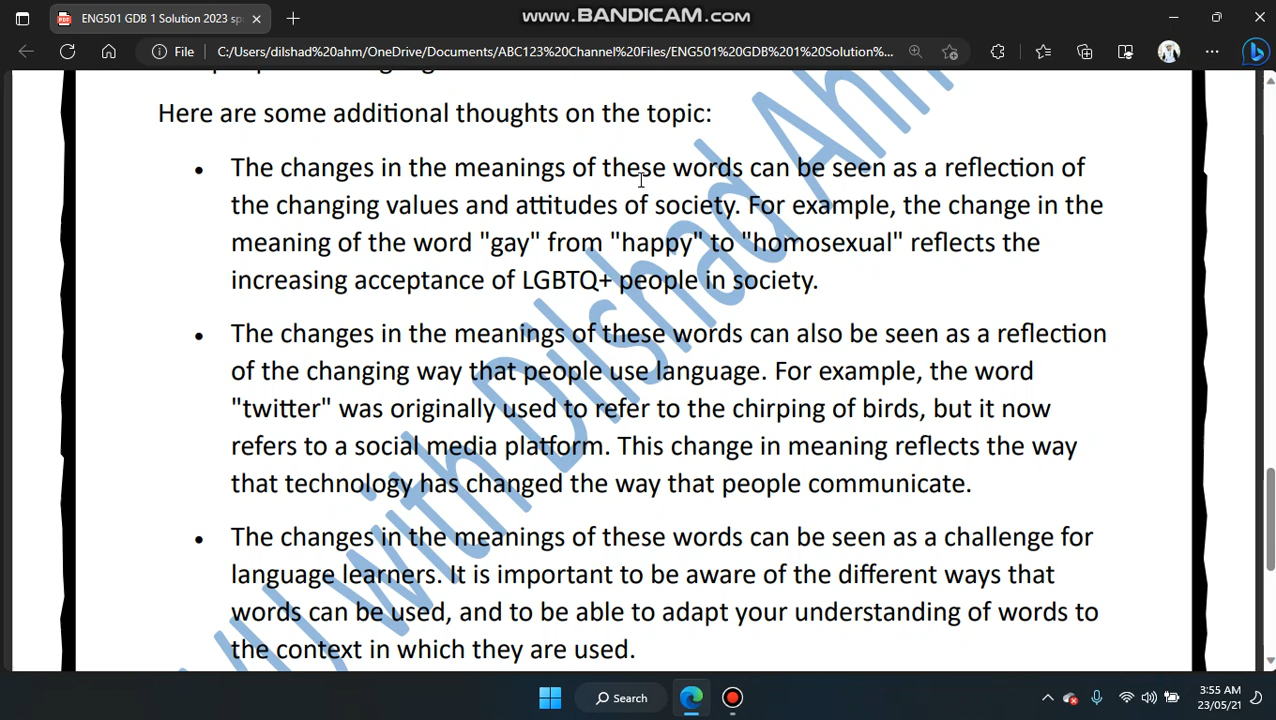 www.BANDICAM.com
ENG501 GDB 1 Solution 2023 sp
File C:/Users/dilshad%20ahm/OneDrive/Documents/ABC123%20Channel%20Files/ENG501%20GDB%201%20Solution%...
Here are some additional thoughts on the topic:
• The changes in the meanings of these words can be seen as a reflection of
the changing values and attitudes of society. For example, the change in the
meaning of the word "gay" from "happy" to "homosexual" reflects the
increasing acceptance of LGBTQ+ people in society.
• The changes in the meanings of these words can also be seen as a reflection
of the changing way that people use language. For example, the word
"twitter" was originally used to refer to the chirping of birds, but it now
refers to a social media platform. This change in meaning reflects the way
that technology has changed the way that people communicate.
• The changes in the meanings of these words can be seen as a challenge for
language learners. It is important to be aware of the different ways that
words can be used, and to be able to adapt your understanding of words to
the context in which they are used.
with Dilshad
Search
3:55 AM
23/05/21